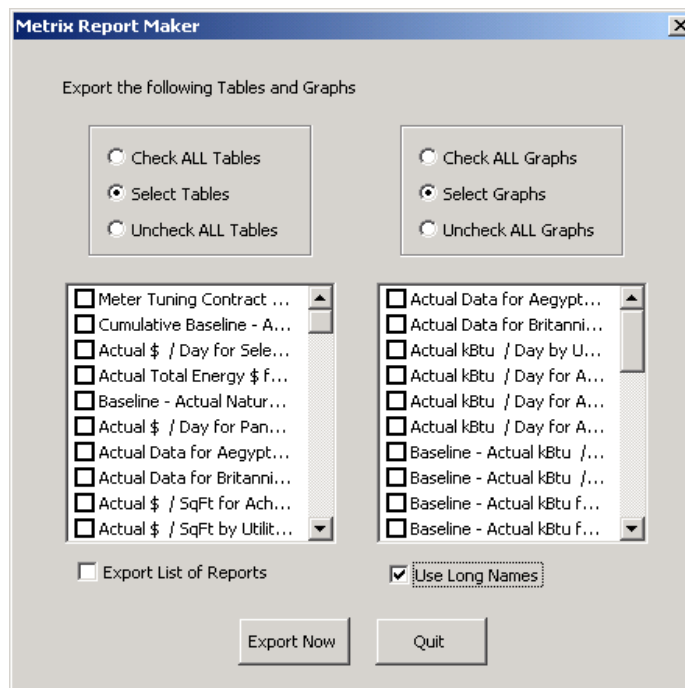 Metrix Report Maker
Export the following Tables and Graphs
Check ALL Tables
Select Tables
Uncheck ALL Tables
Check ALL Graphs
Select Graphs
Uncheck ALL Graphs
Meter Tuning Contract ...
Cumulative Baseline - A...
Actual $ / Day for Sele...
Actual Total Energy $ f...
Baseline - Actual Natur...
Actual $ / Day for Pan...
Actual Data for Aegypt...
Actual Data for Britanni...
Actual $ / SqFt for Ach...
Actual $ / SqFt by Utilit...
Actual Data for Aegypt...
Actual Data for Britanni...
Actual kBtu / Day by U...
Actual kBtu / Day for A...
Actual kBtu / Day for A...
Actual kBtu / Day for A...
Baseline - Actual kBtu /...
Baseline - Actual kBtu /...
Baseline - Actual kBtu f...
Baseline - Actual kBtu f...
Export List of Reports
Use Long Names
Export Now
Quit